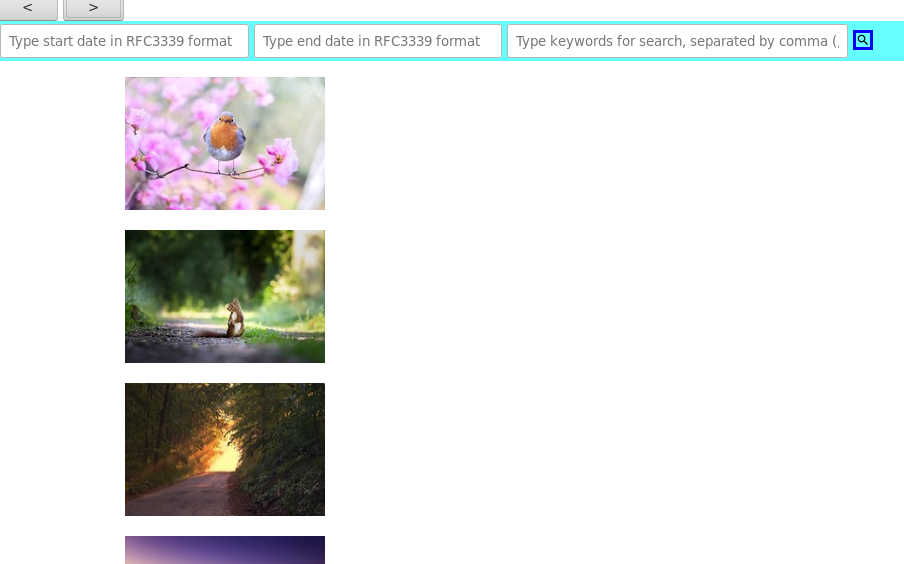 < >
Type start date in RFC3339 format
Type end date in RFC3339 format
Type keywords for search, separated by comma (,